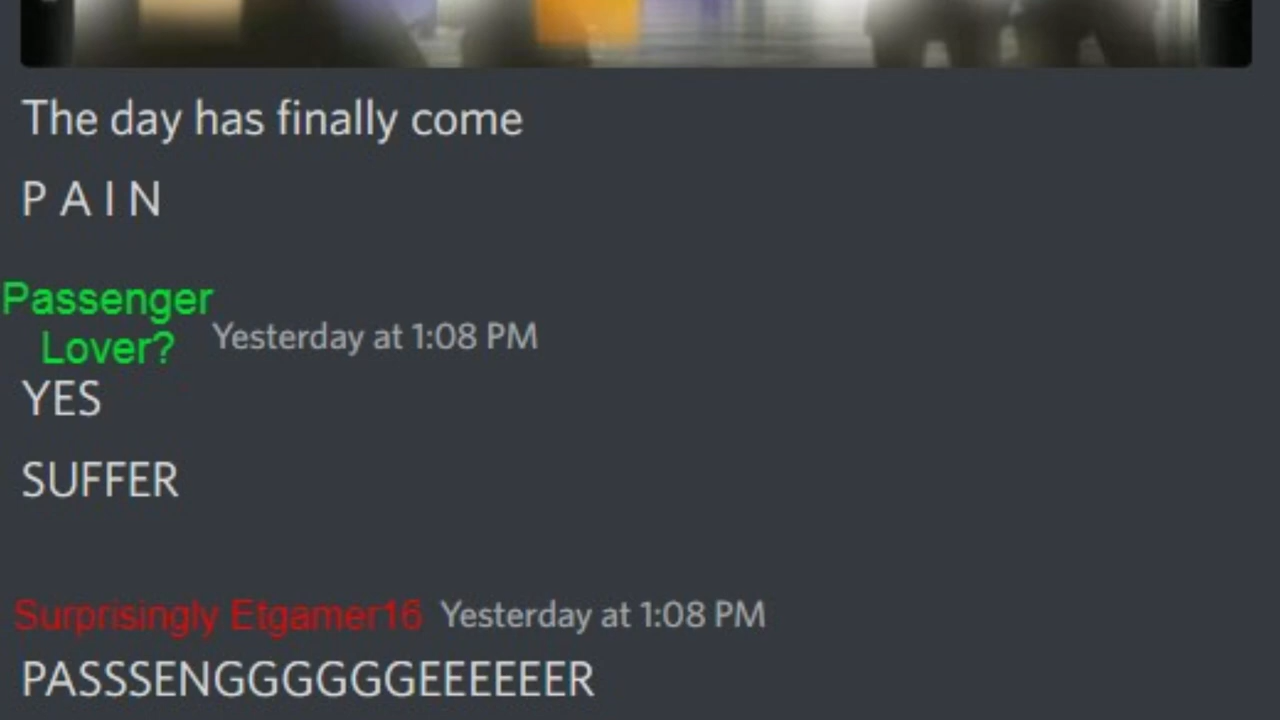 The day has finally come
P A I N
Passenger
Lover? Yesterday at 1:08 PM
YES
SUFFER
Surprisingly Etgamer16 Yesterday at 1:08 PM
PASSSENGGGGGGEEEEEER